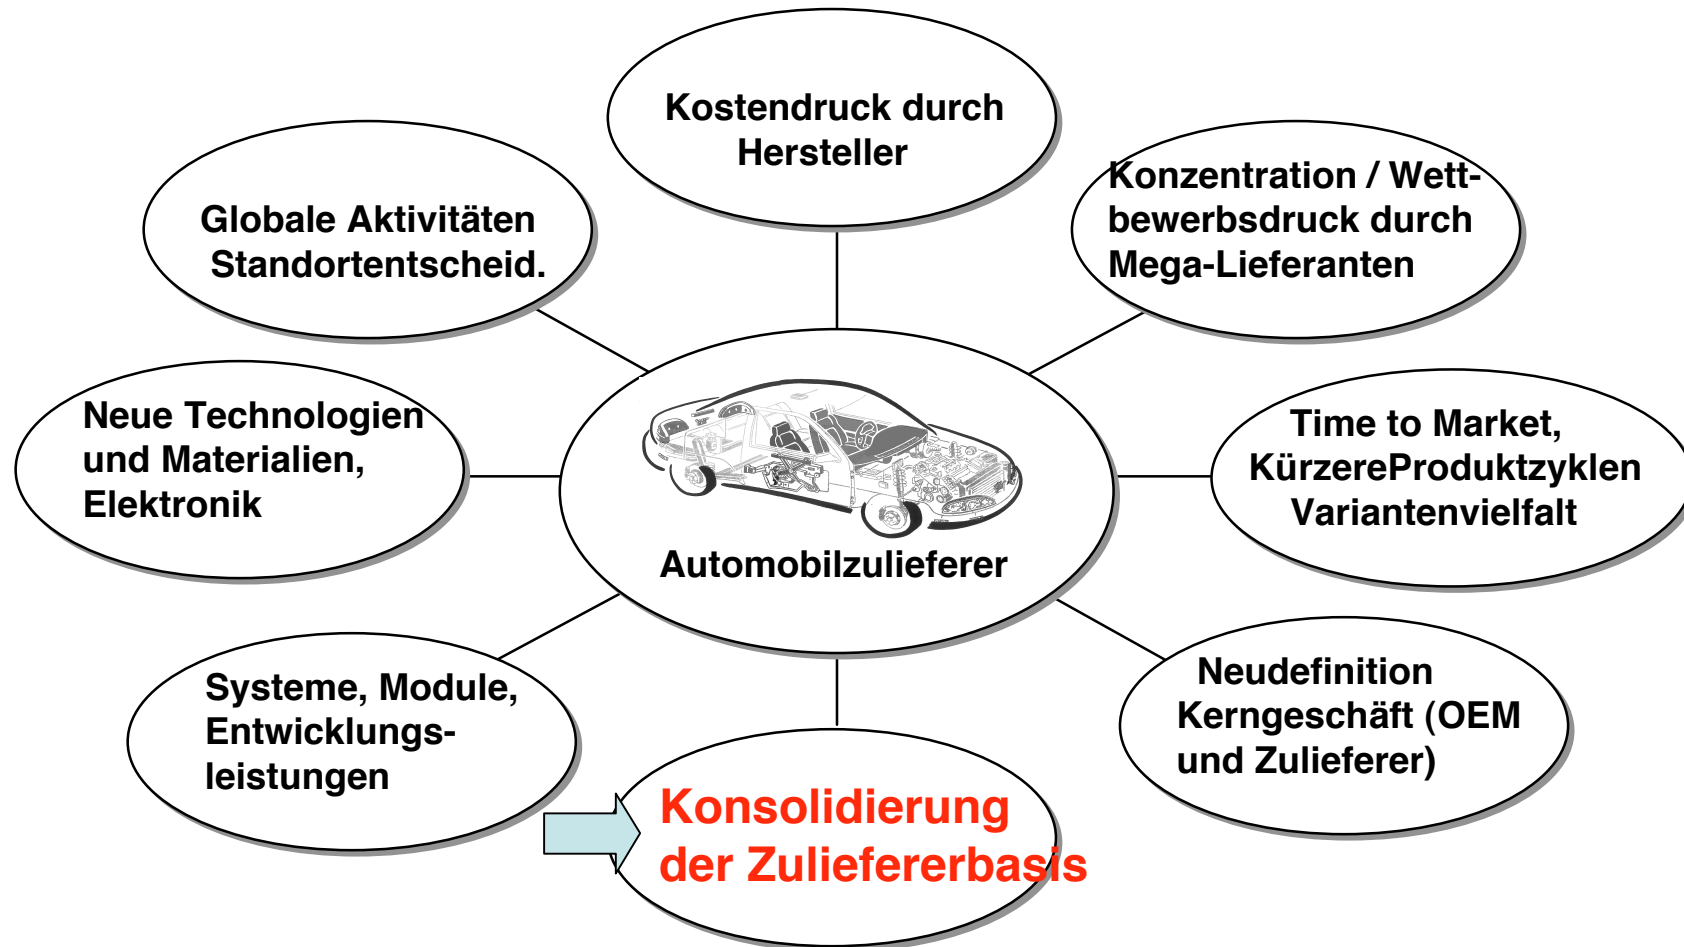 Kostendruck durch
Hersteller
Konzentration / Wett-
bewerbsdruck durch
Mega-Lieferanten
Globale Aktivitäten
Standortentscheid.
Neue Technologien
und Materialien,
Elektronik
Time to Market,
KürzereProduktzyklen
Variantenvielfalt
Automobilzulieferer
Systeme, Module,
Entwicklungs-
leistungen
Neudefinition
Kerngeschäft (OEM
und Zulieferer)
Konsolidierung
der Zuliefererbasis